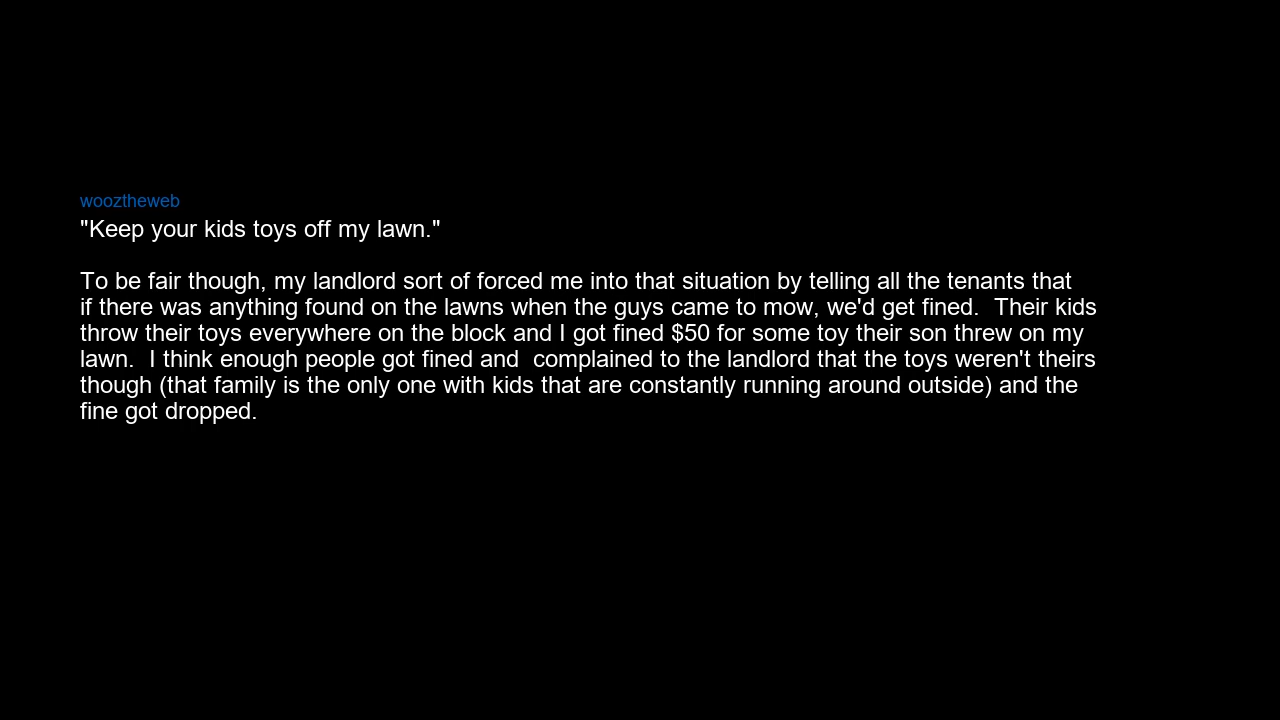 wooztheweb
"Keep your kids toys off my lawn."
To be fair though, my landlord sort of forced me into that situation by telling all the tenants that
if there was anything found on the lawns when the guys came to mow, we'd get fined.  Their kids
throw their toys everywhere on the block and I got fined $50 for some toy their son threw on my
lawn.  I think enough people got fined and  complained to the landlord that the toys weren't theirs
though (that family is the only one with kids that are constantly running around outside) and the
fine got dropped.